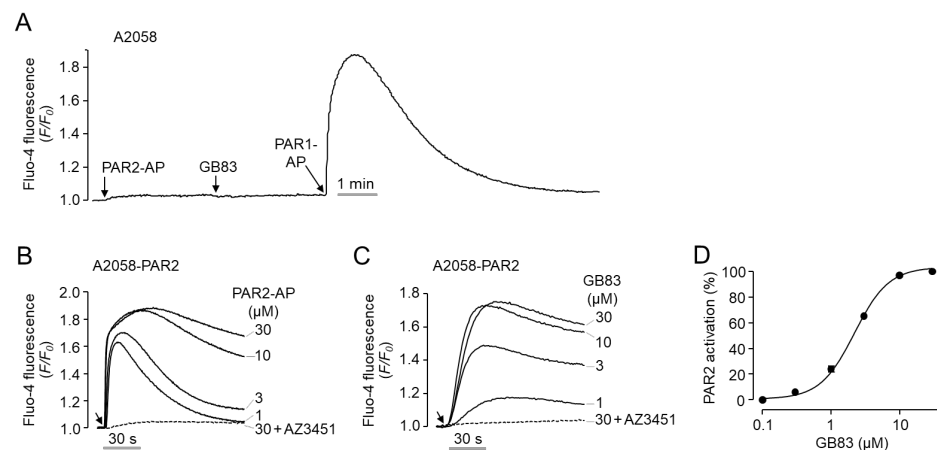 A
A2058
Fluo-4 fluorescence
(F/F0)
1.8
1.6
1.4
1.2
1.0
PAR2-AP
GB83
PAR1-
AP
1 min
B
A2058-PAR2
Fluo-4 fluorescence
(F/F0)
2.0
1.8
1.6
1.4
1.2
1.0
PAR2-AP
(µM)
30
10
3
1
30 + AZ3451
30 s
C
A2058-PAR2
Fluo-4 fluorescence
(F/F0)
1.8
1.6
1.4
1.2
1.0
GB83
(µM)
30
10
3
1
30 + AZ3451
30 s
D
PAR2 activation (%)
100
80
60
40
20
0
0.1
1
10
GB83 (µM)